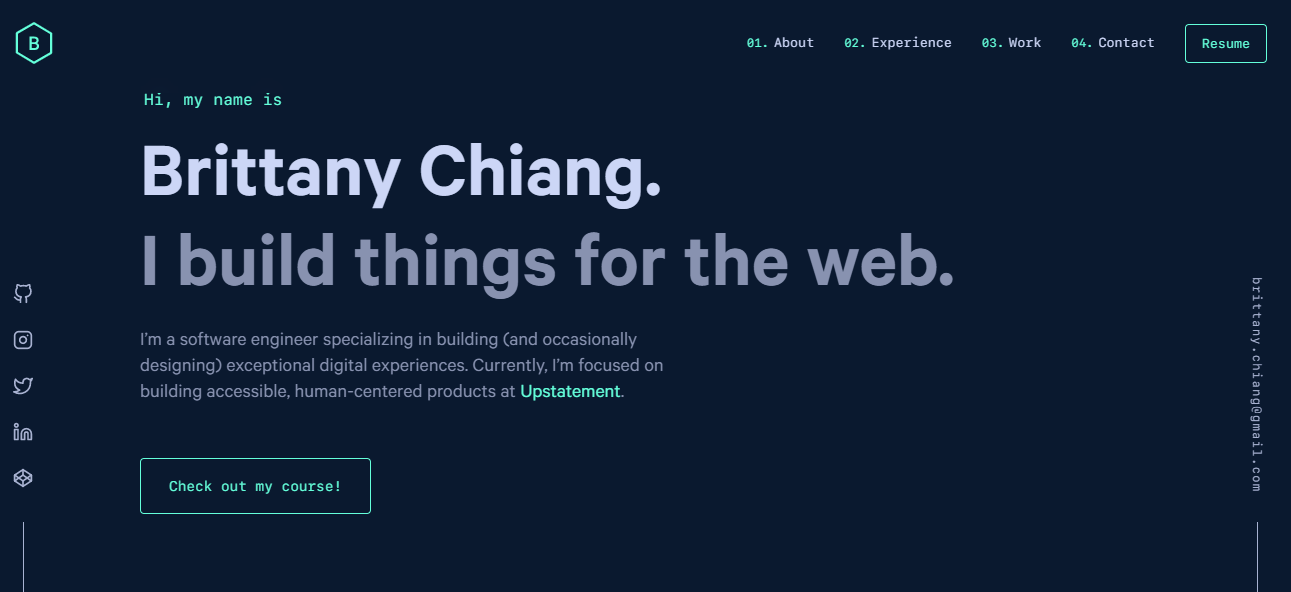 B
01. About 02. Experience 03. Work 04. Contact Resume
Hi, my name is
Brittany Chiang.
I build things for the web.
I’m a software engineer specializing in building (and occasionally
designing) exceptional digital experiences. Currently, I’m focused on
building accessible, human-centered products at Upstatement.
Check out my course!
brittany.chiang@gmail.com